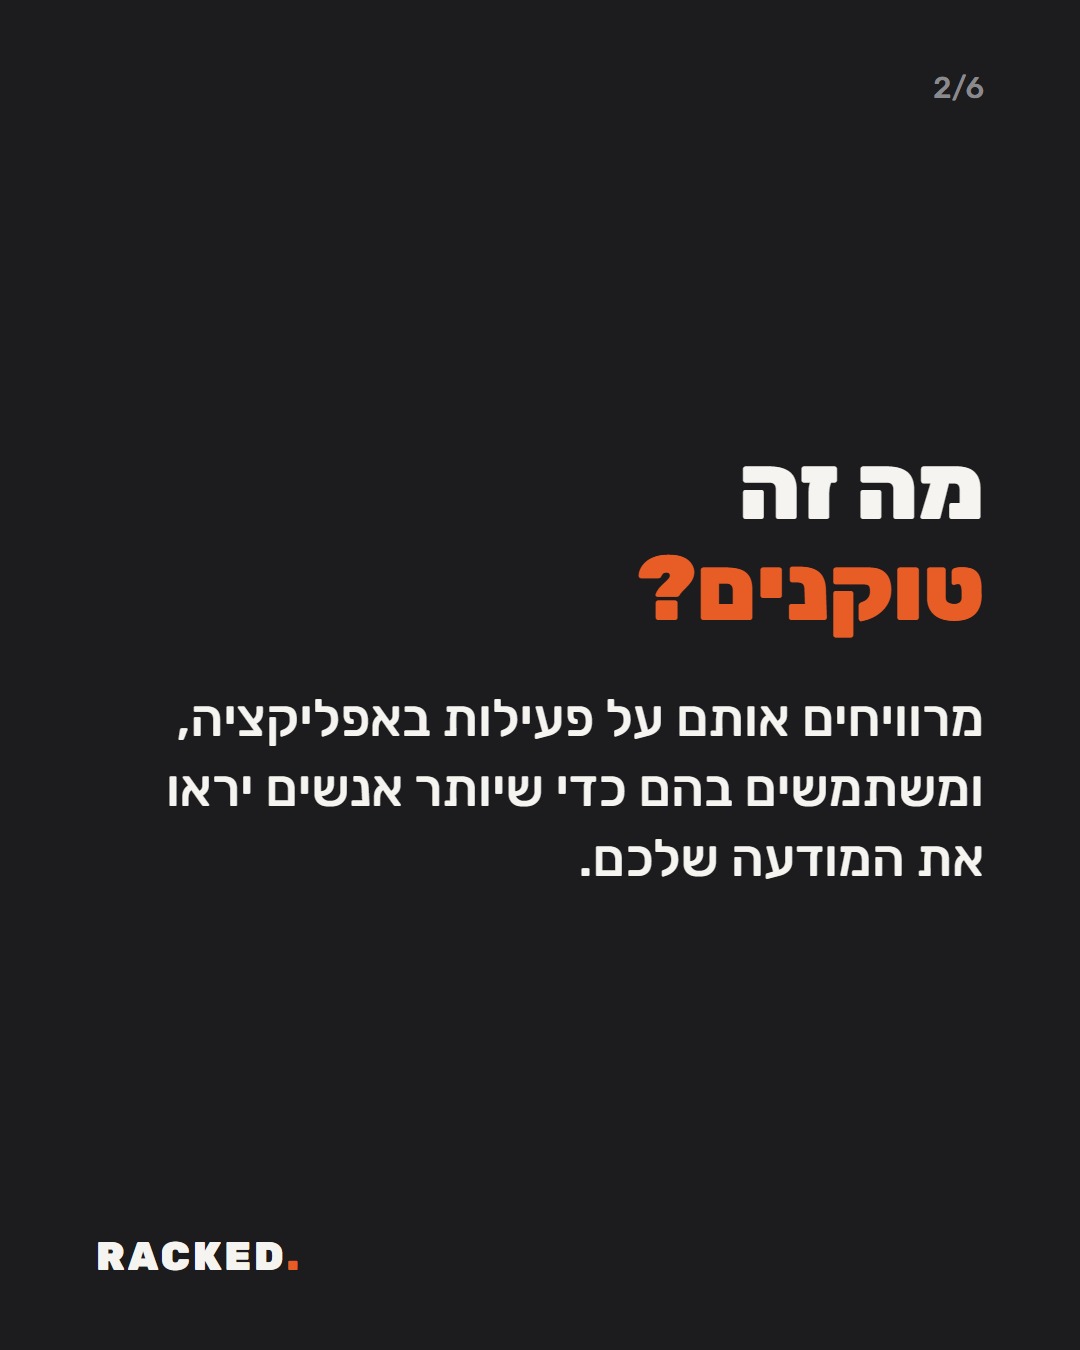 2/6
מה זה
טוקנים?
מרוויחים אותם על פעילות באפליקציה,
ומשתמשים בהם כדי שיותר אנשים יראו
את המודעה שלכם.
RACKED.